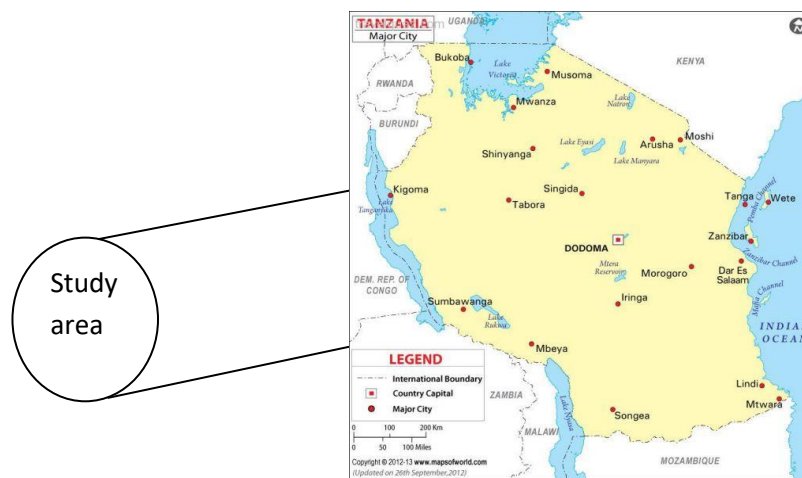 TANZANIA
Major City
UGANDA
KENYA
RWANDA
BURUNDI
Bukoba
Lake
Victoria
Musoma
Mwanza
Lake
Natron
Lake Eyasi
Arusha
Moshi
Shinyanga
Lake Manyara
Kigoma
Lake
Tanganyika
Tabora
Singida
Tanga
Wete
Pemba Channel
DODOMA
Zanzibar
Zanzibar Channel
Mtera
Reservoir
Morogoro
Dar Es
Salaam
Study
area
DEM. REP. OF
CONGO
Iringa
Mafia Channel
Sumbawanga
Lake
Rukwa
INDIAN
OCEAN
Mbeya
LEGEND
International Boundary
Country Capital
Major City
0 100 200 Km
0 50 100 Miles
ZAMBIA
Lake Nyasa
Lindi
Mtwara
Songea
MALAWI
MOZAMBIQUE
Copyright © 2012-13 www.mapsofworld.com
(Updated on 26th September,2012)